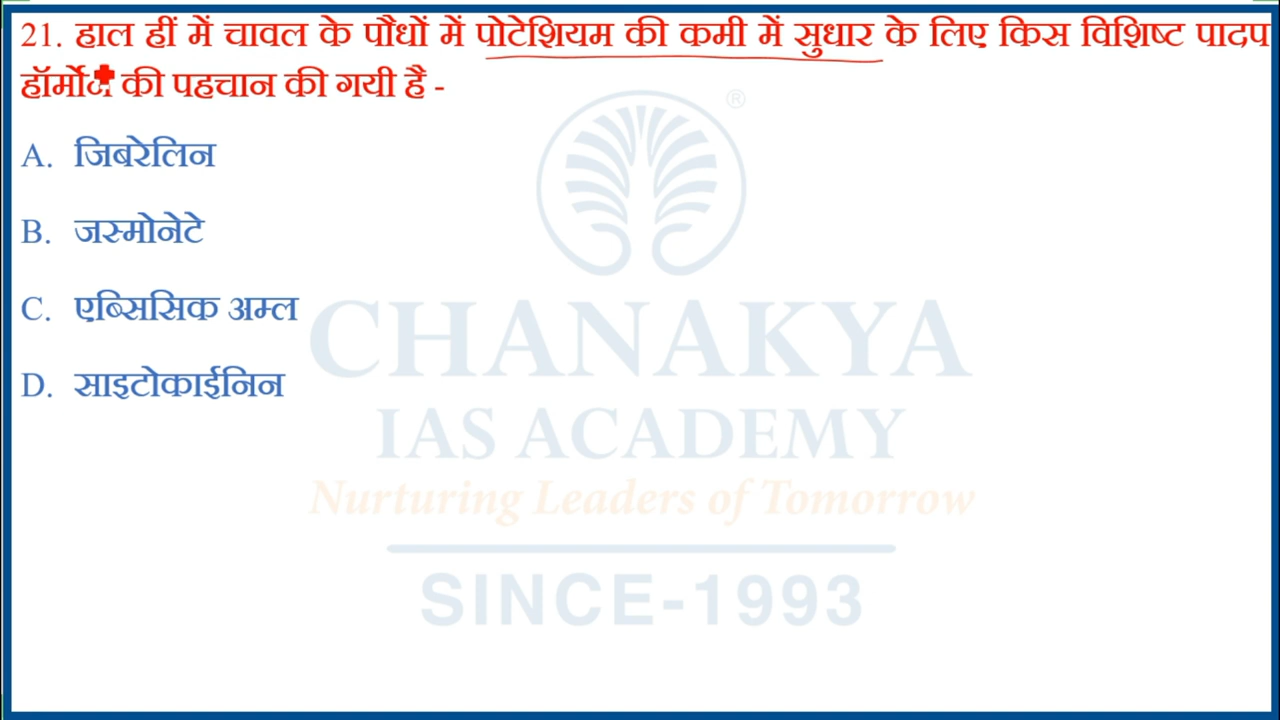 21. हाल हीं में चावल के पौधों में पोटेशियम की कमी में सुधार के लिए किस विशिष्ट पादप
की पहचान की गयी है -
A. जिबरेलिन
B. जस्मोनेटे
C. एब्सिसिक अम्ल
D. साइटोकाईनिन
®
CHANAKYA
IAS ACADEMY
Nurturing Leaders of Tomorrow
SINCE-1993